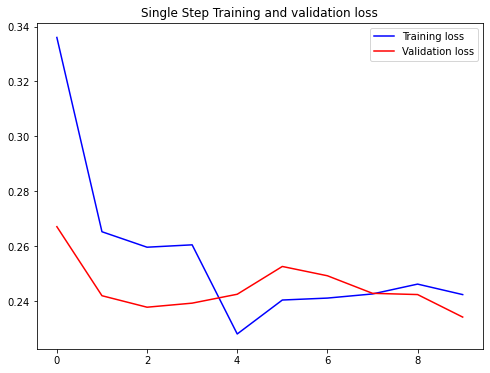 Single Step Training and validation loss
Training loss
Validation loss
0.34
0.32
0.30
0.28
0.26
0.24
0 2 4 6 8